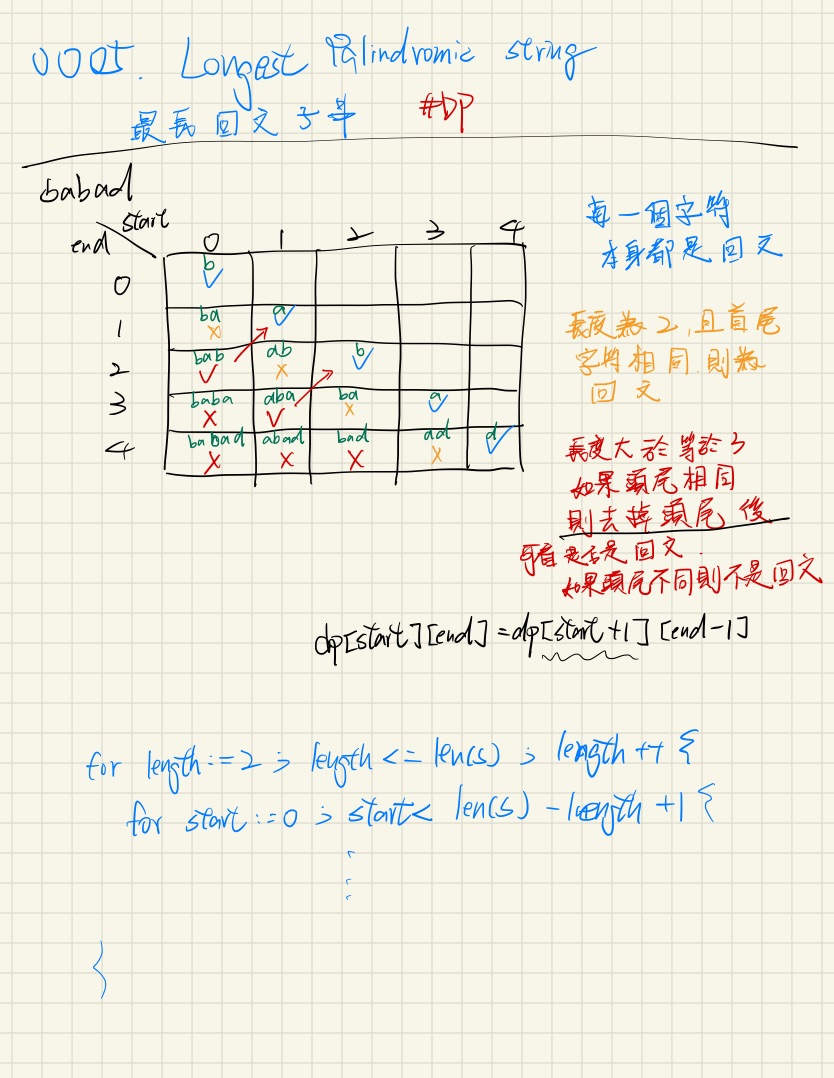 0005. Longest Palindromic string
最長回文子串 #DP
babad
start
end
0 1 2 3 4
0 b
1 ba a
2 bab ab b
3 baba aba ba a
4 babad abad bad ad d
每一個字符
本身都是回文
長度為2,且首尾
字符相同.則為
回文
長度大於等於3
如果頭尾相同
則去掉頭尾後
再看是否是回文.
如果頭尾不同則不是回文
dp[start][end]=dp[start+1][end-1]
for length:=2; length<=len(s); length++ {
for start:=0; start< len(s)-length+1 {
}